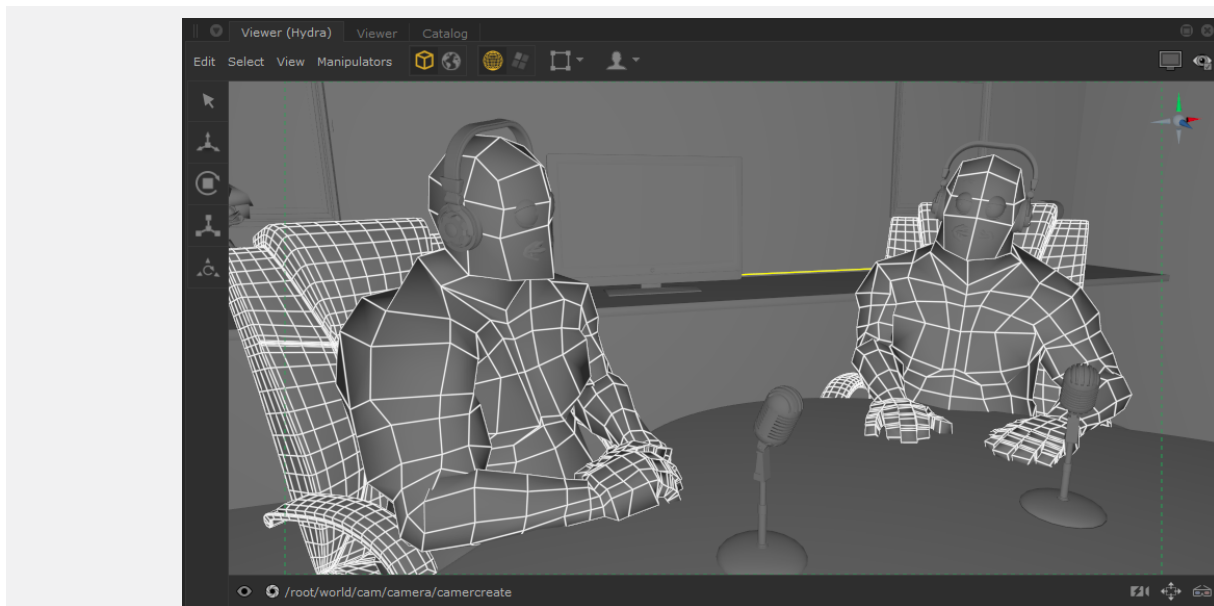 Viewer (Hydra) Viewer Catalog
Edit Select View Manipulators
/root/world/cam/camera/camercreate